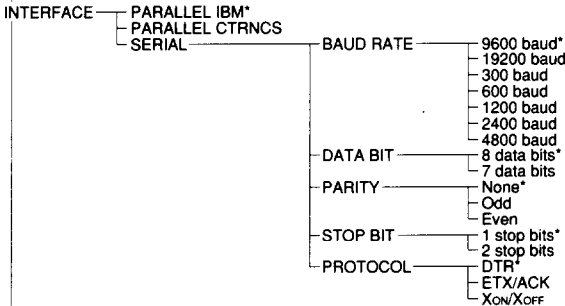 INTERFACE PARALLEL IBM*
PARALLEL CTRNCS
SERIAL BAUD RATE 9600 baud*
19200 baud
300 baud
600 baud
1200 baud
2400 baud
4800 baud
DATA BIT 8 data bits*
7 data bits
PARITY None*
Odd
Even
STOP BIT 1 stop bits*
2 stop bits
PROTOCOL DTR*
ETX/ACK
XON/XOFF